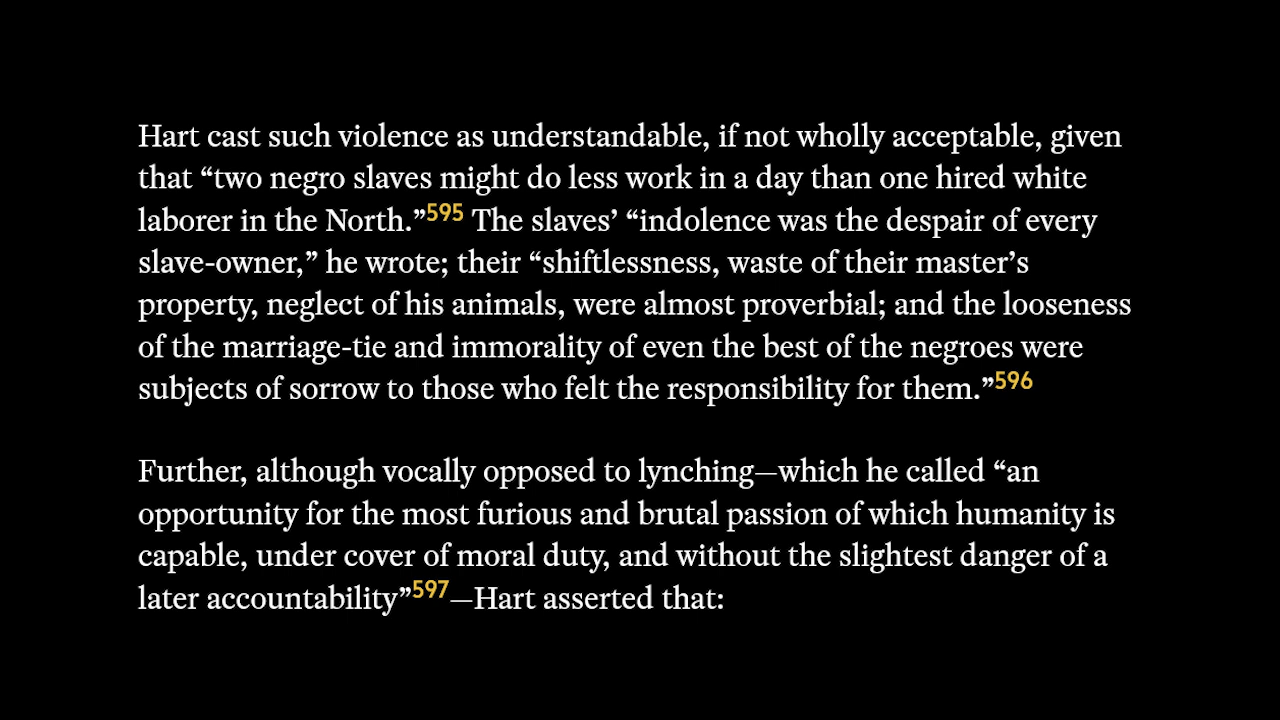 Hart cast such violence as understandable, if not wholly acceptable, given
that “two negro slaves might do less work in a day than one hired white
laborer in the North.”595 The slaves’ “indolence was the despair of every
slave-owner,” he wrote; their “shiftlessness, waste of their master’s
property, neglect of his animals, were almost proverbial; and the looseness
of the marriage-tie and immorality of even the best of the negroes were
subjects of sorrow to those who felt the responsibility for them.”596
Further, although vocally opposed to lynching—which he called “an
opportunity for the most furious and brutal passion of which humanity is
capable, under cover of moral duty, and without the slightest danger of a
later accountability”597—Hart asserted that: